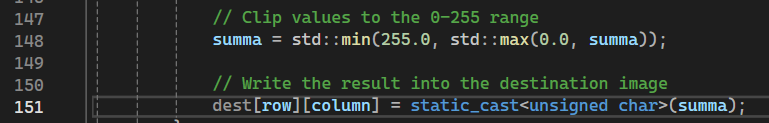 147 // Clip values to the 0-255 range
148 summa = std::min(255.0, std::max(0.0, summa));
149
150 // Write the result into the destination image
151 dest[row][column] = static_cast<unsigned char>(summa);